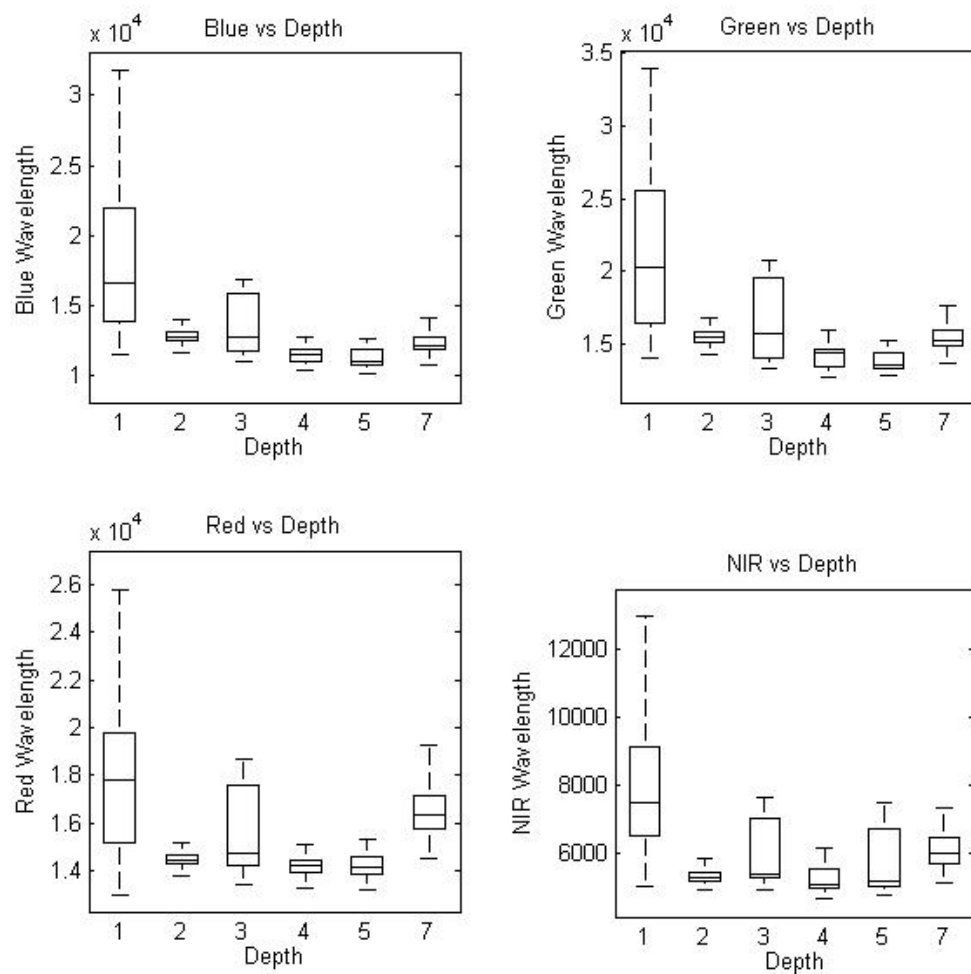 x 10^4
Blue vs Depth
3
2.5
2
1.5
1
Blue Wavelength
1 2 3 4 5 7
Depth
x 10^4
Green vs Depth
3.5
3
2.5
2
1.5
Green Wavelength
1 2 3 4 5 7
Depth
x 10^4
Red vs Depth
2.6
2.4
2.2
2
1.8
1.6
1.4
Red Wavelength
1 2 3 4 5 7
Depth
NIR vs Depth
12000
10000
8000
6000
NIR Wavelength
1 2 3 4 5 7
Depth